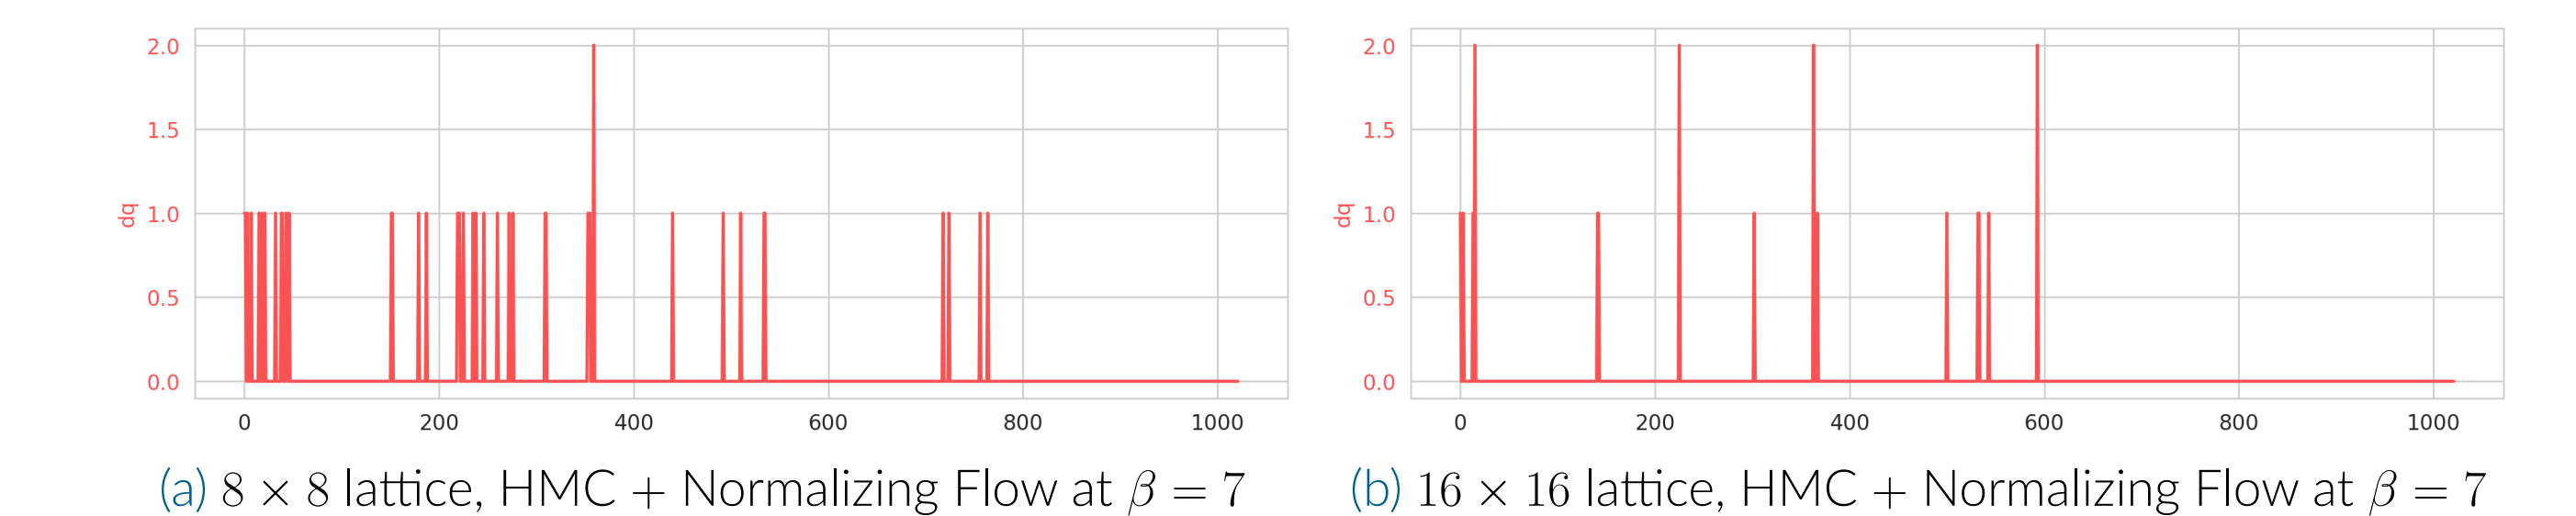 2.0
1.5
1.0
0.5
0.0
dq
0 200 400 600 800 1000
(a) 8 × 8 lattice, HMC + Normalizing Flow at β = 7
2.0
1.5
1.0
0.5
0.0
dq
0 200 400 600 800 1000
(b) 16 × 16 lattice, HMC + Normalizing Flow at β = 7